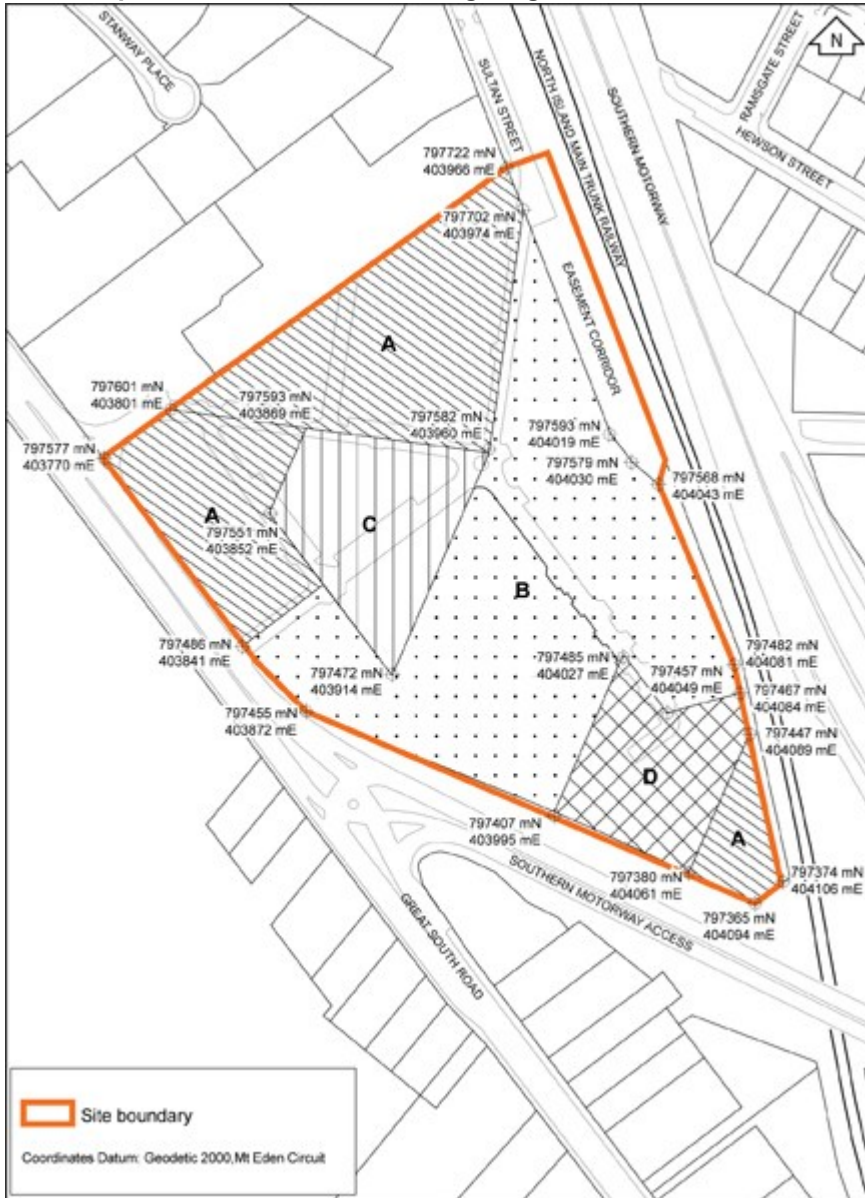 STANWAY PLACE
SULTAN STREET
NORTH ISLAND MAIN TRUNK RAILWAY
SOUTHERN MOTORWAY
RAMSGATE STREET
HEWSON STREET
N
797722 mN
403966 mE
797702 mN
403974 mE
EASEMENT CORRIDOR
A
797601 mN
403801 mE
797593 mN
403869 mE
797582 mN
403960 mE
797593 mN
404019 mE
797577 mN
403770 mE
797579 mN
404030 mE
797568 mN
404043 mE
A
797551 mN
403852 mE
C
B
797486 mN
403841 mE
797472 mN
403914 mE
797485 mN
404027 mE
797457 mN
404049 mE
797482 mN
404081 mE
797467 mN
404084 mE
797455 mN
403872 mE
797447 mN
404089 mE
D
A
797407 mN
403995 mE
797380 mN
404061 mE
797374 mN
404106 mE
797365 mN
404094 mE
SOUTHERN MOTORWAY ACCESS
GREAT SOUTH ROAD
Site boundary
Coordinates Datum: Geodetic 2000,Mt Eden Circuit